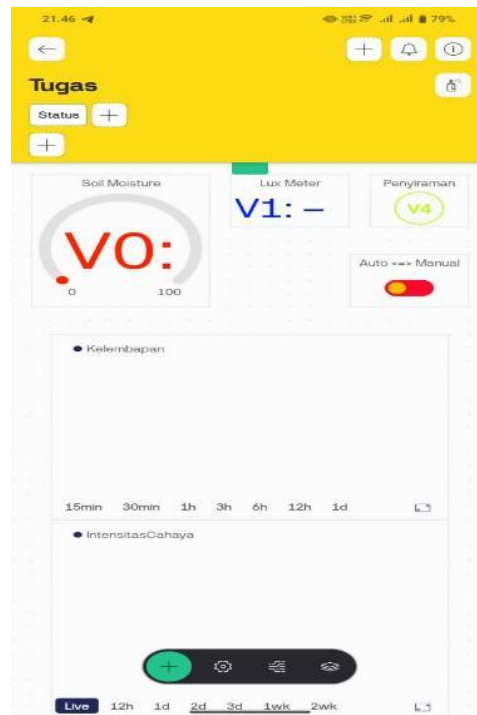 21.46 79%
Tugas
Status
Soil Moisture Lux Meter Penyiraman
V0: V1: – V4
0 100
Auto <=> Manual
Kelembapan
15min 30min 1h 3h 6h 12h 1d
IntensitasCahaya
Live 12h 1d 2d 3d 1wk 2wk